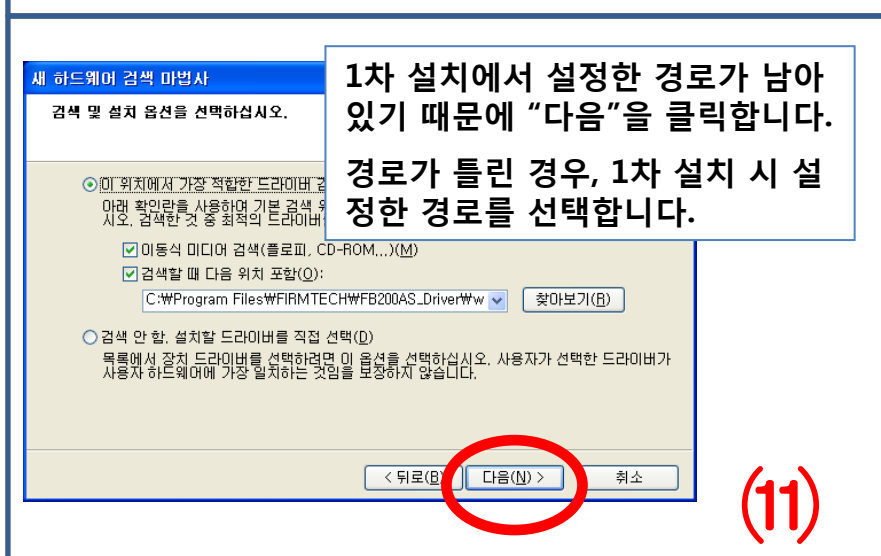 새 하드웨어 검색 마법사
검색 및 설치 옵션을 선택하십시오.
1차 설치에서 설정한 경로가 남아
있기 때문에 “다음”을 클릭합니다.
경로가 틀린 경우, 1차 설치 시 설
정한 경로를 선택합니다.
이 위치에서 가장 적합한 드라이버
아래 확인란을 사용하여 기본 검색
시오. 검색한 것 중 최적의 드라이버
이동식 미디어 검색(플로피, CD-ROM...)(M)
검색할 때 다음 위치 포함(O):
C:₩Program Files₩FIRMTECH₩FB200AS_Driver₩w
찾아보기(R)
검색 안 함. 설치할 드라이버를 직접 선택(D)
목록에서 장치 드라이버를 선택하려면 이 옵션을 선택하십시오. 사용자가 선택한 드라이버가
사용자 하드웨어에 가장 일치하는 것임을 보장하지 않습니다.
< 뒤로(B) 다음(N) > 취소
(11)